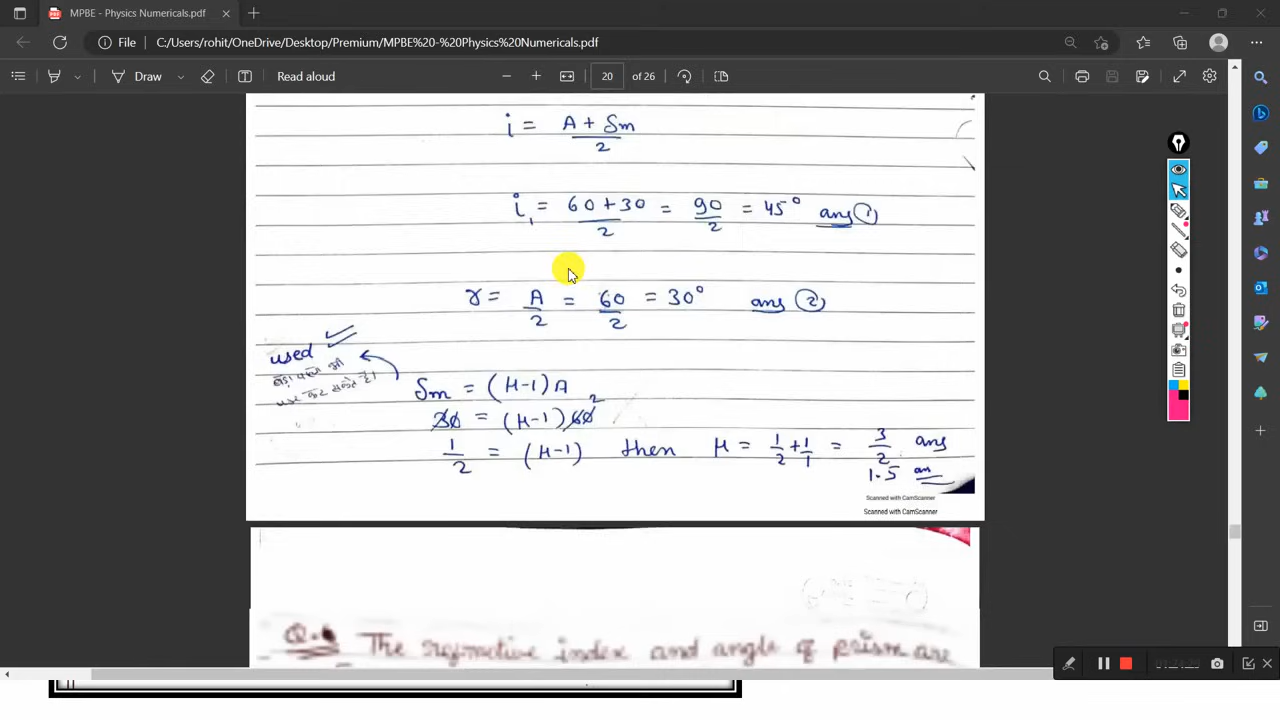 MPBE - Physics Numericals.pdf
File C:/Users/rohit/OneDrive/Desktop/Premium/MPBE%20-%20Physics%20Numericals.pdf
Draw Read aloud 20 of 26
i = A + δm / 2
i₁ = 60+30 / 2 = 90 / 2 = 45° ans ①
r = A / 2 = 60 / 2 = 30° ans ②
used
δm = (μ-1)A
30 = (μ-1)60 2
1/2 = (μ-1) then μ = 1/2 + 1/1 = 3/2 ans
1.5 ans
Scanned with CamScanner
Scanned with CamScanner
The refractive index and angle of prism are